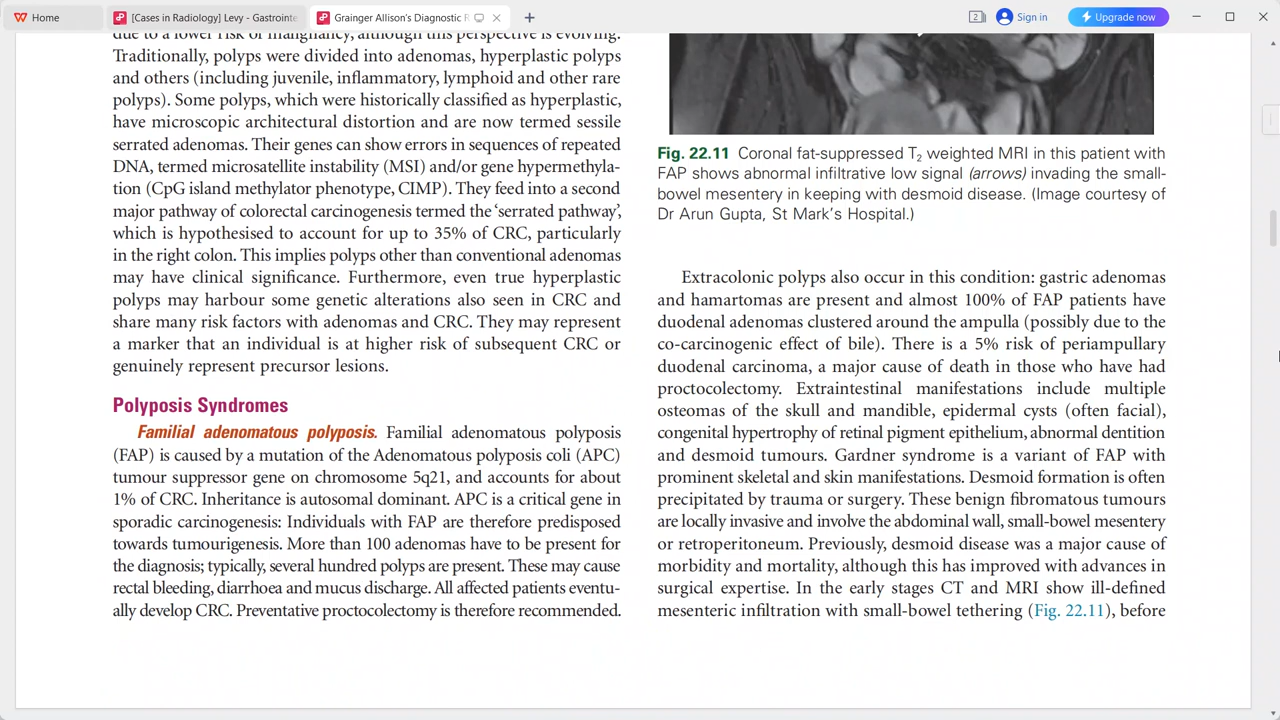 Home
[Cases in Radiology] Levy - Gastrointe
Grainger Allison's Diagnostic R
2
Sign in
Upgrade now
due to a lower risk of malignancy, although this perspective is evolving.
Traditionally, polyps were divided into adenomas, hyperplastic polyps
and others (including juvenile, inflammatory, lymphoid and other rare
polyps). Some polyps, which were historically classified as hyperplastic,
have microscopic architectural distortion and are now termed sessile
serrated adenomas. Their genes can show errors in sequences of repeated
DNA, termed microsatellite instability (MSI) and/or gene hypermethyla-
tion (CpG island methylator phenotype, CIMP). They feed into a second
major pathway of colorectal carcinogenesis termed the ‘serrated pathway’,
which is hypothesised to account for up to 35% of CRC, particularly
in the right colon. This implies polyps other than conventional adenomas
may have clinical significance. Furthermore, even true hyperplastic
polyps may harbour some genetic alterations also seen in CRC and
share many risk factors with adenomas and CRC. They may represent
a marker that an individual is at higher risk of subsequent CRC or
genuinely represent precursor lesions.
Polyposis Syndromes
Familial adenomatous polyposis. Familial adenomatous polyposis
(FAP) is caused by a mutation of the Adenomatous polyposis coli (APC)
tumour suppressor gene on chromosome 5q21, and accounts for about
1% of CRC. Inheritance is autosomal dominant. APC is a critical gene in
sporadic carcinogenesis: Individuals with FAP are therefore predisposed
towards tumourigenesis. More than 100 adenomas have to be present for
the diagnosis; typically, several hundred polyps are present. These may cause
rectal bleeding, diarrhoea and mucus discharge. All affected patients eventu-
ally develop CRC. Preventative proctocolectomy is therefore recommended.
Fig. 22.11 Coronal fat-suppressed T2 weighted MRI in this patient with
FAP shows abnormal infiltrative low signal (arrows) invading the small-
bowel mesentery in keeping with desmoid disease. (Image courtesy of
Dr Arun Gupta, St Mark's Hospital.)
Extracolonic polyps also occur in this condition: gastric adenomas
and hamartomas are present and almost 100% of FAP patients have
duodenal adenomas clustered around the ampulla (possibly due to the
co-carcinogenic effect of bile). There is a 5% risk of periampullary
duodenal carcinoma, a major cause of death in those who have had
proctocolectomy. Extraintestinal manifestations include multiple
osteomas of the skull and mandible, epidermal cysts (often facial),
congenital hypertrophy of retinal pigment epithelium, abnormal dentition
and desmoid tumours. Gardner syndrome is a variant of FAP with
prominent skeletal and skin manifestations. Desmoid formation is often
precipitated by trauma or surgery. These benign fibromatous tumours
are locally invasive and involve the abdominal wall, small-bowel mesentery
or retroperitoneum. Previously, desmoid disease was a major cause of
morbidity and mortality, although this has improved with advances in
surgical expertise. In the early stages CT and MRI show ill-defined
mesenteric infiltration with small-bowel tethering (Fig. 22.11), before